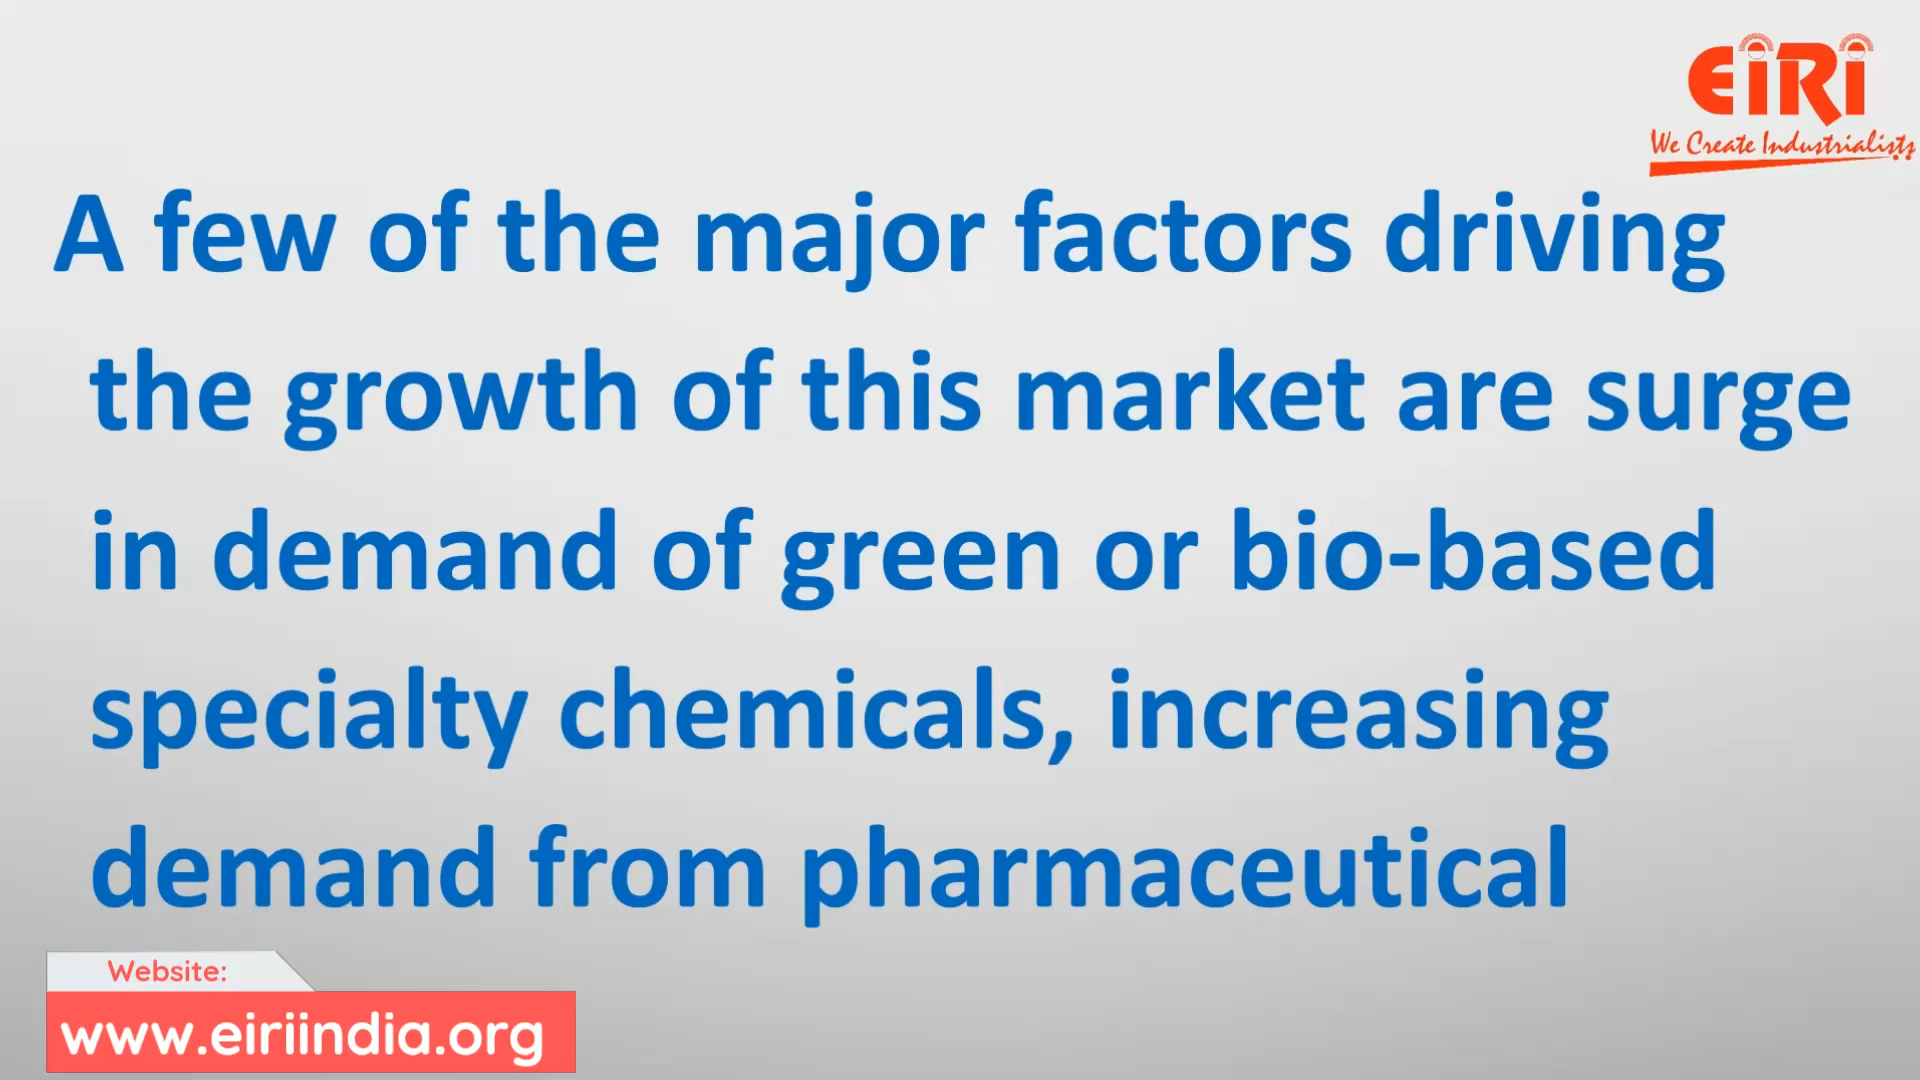 EiRi
We Create Industrialists
A few of the major factors driving
the growth of this market are surge
in demand of green or bio-based
specialty chemicals, increasing
demand from pharmaceutical
Website:
www.eiriindia.org